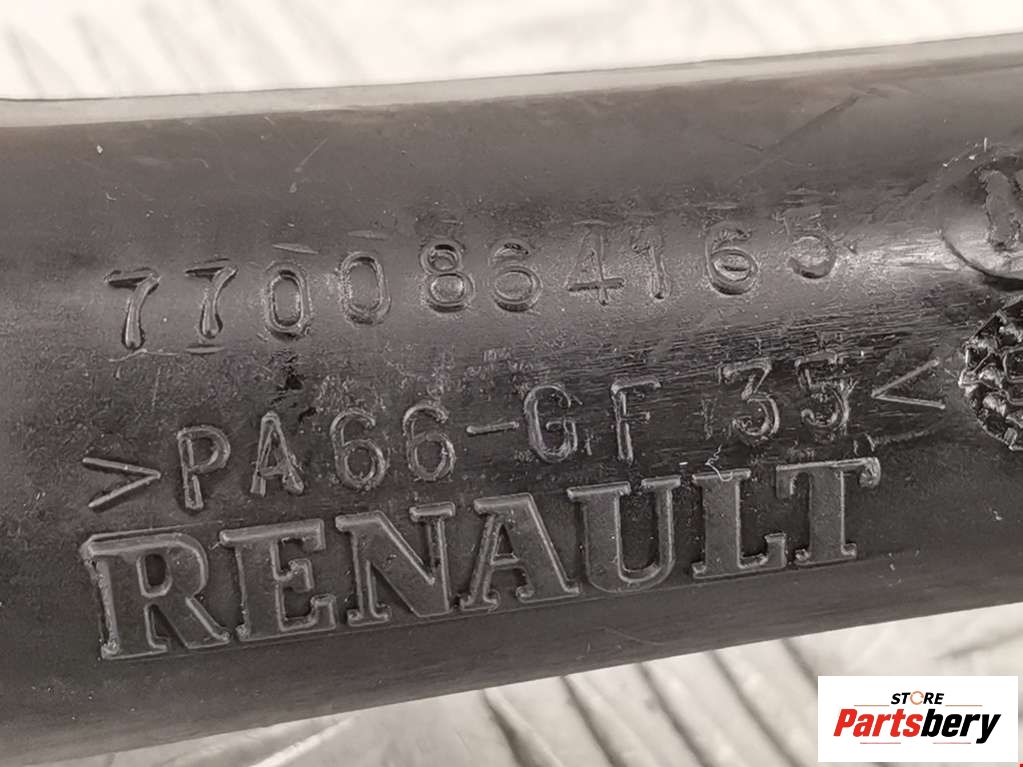 7700864165
>PA66-GF35<
RENAULT
STORE
Partsbery